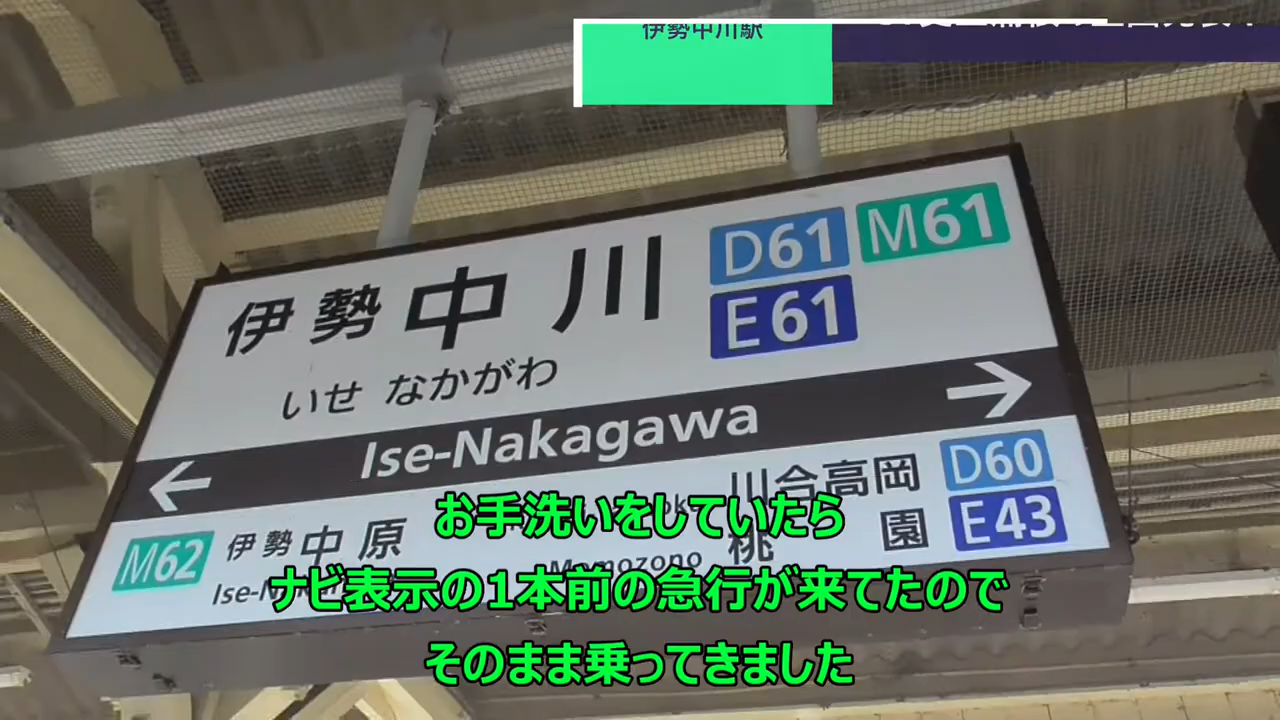 伊勢中川駅
伊勢中川
D61 M61
E61
いせ なかがわ
Ise-Nakagawa
M62 伊勢中原
川合高岡 D60
桃園 E43
Momozono
お手洗いをしていたら
ナビ表示の1本前の急行が来てたので
そのまま乗ってきました